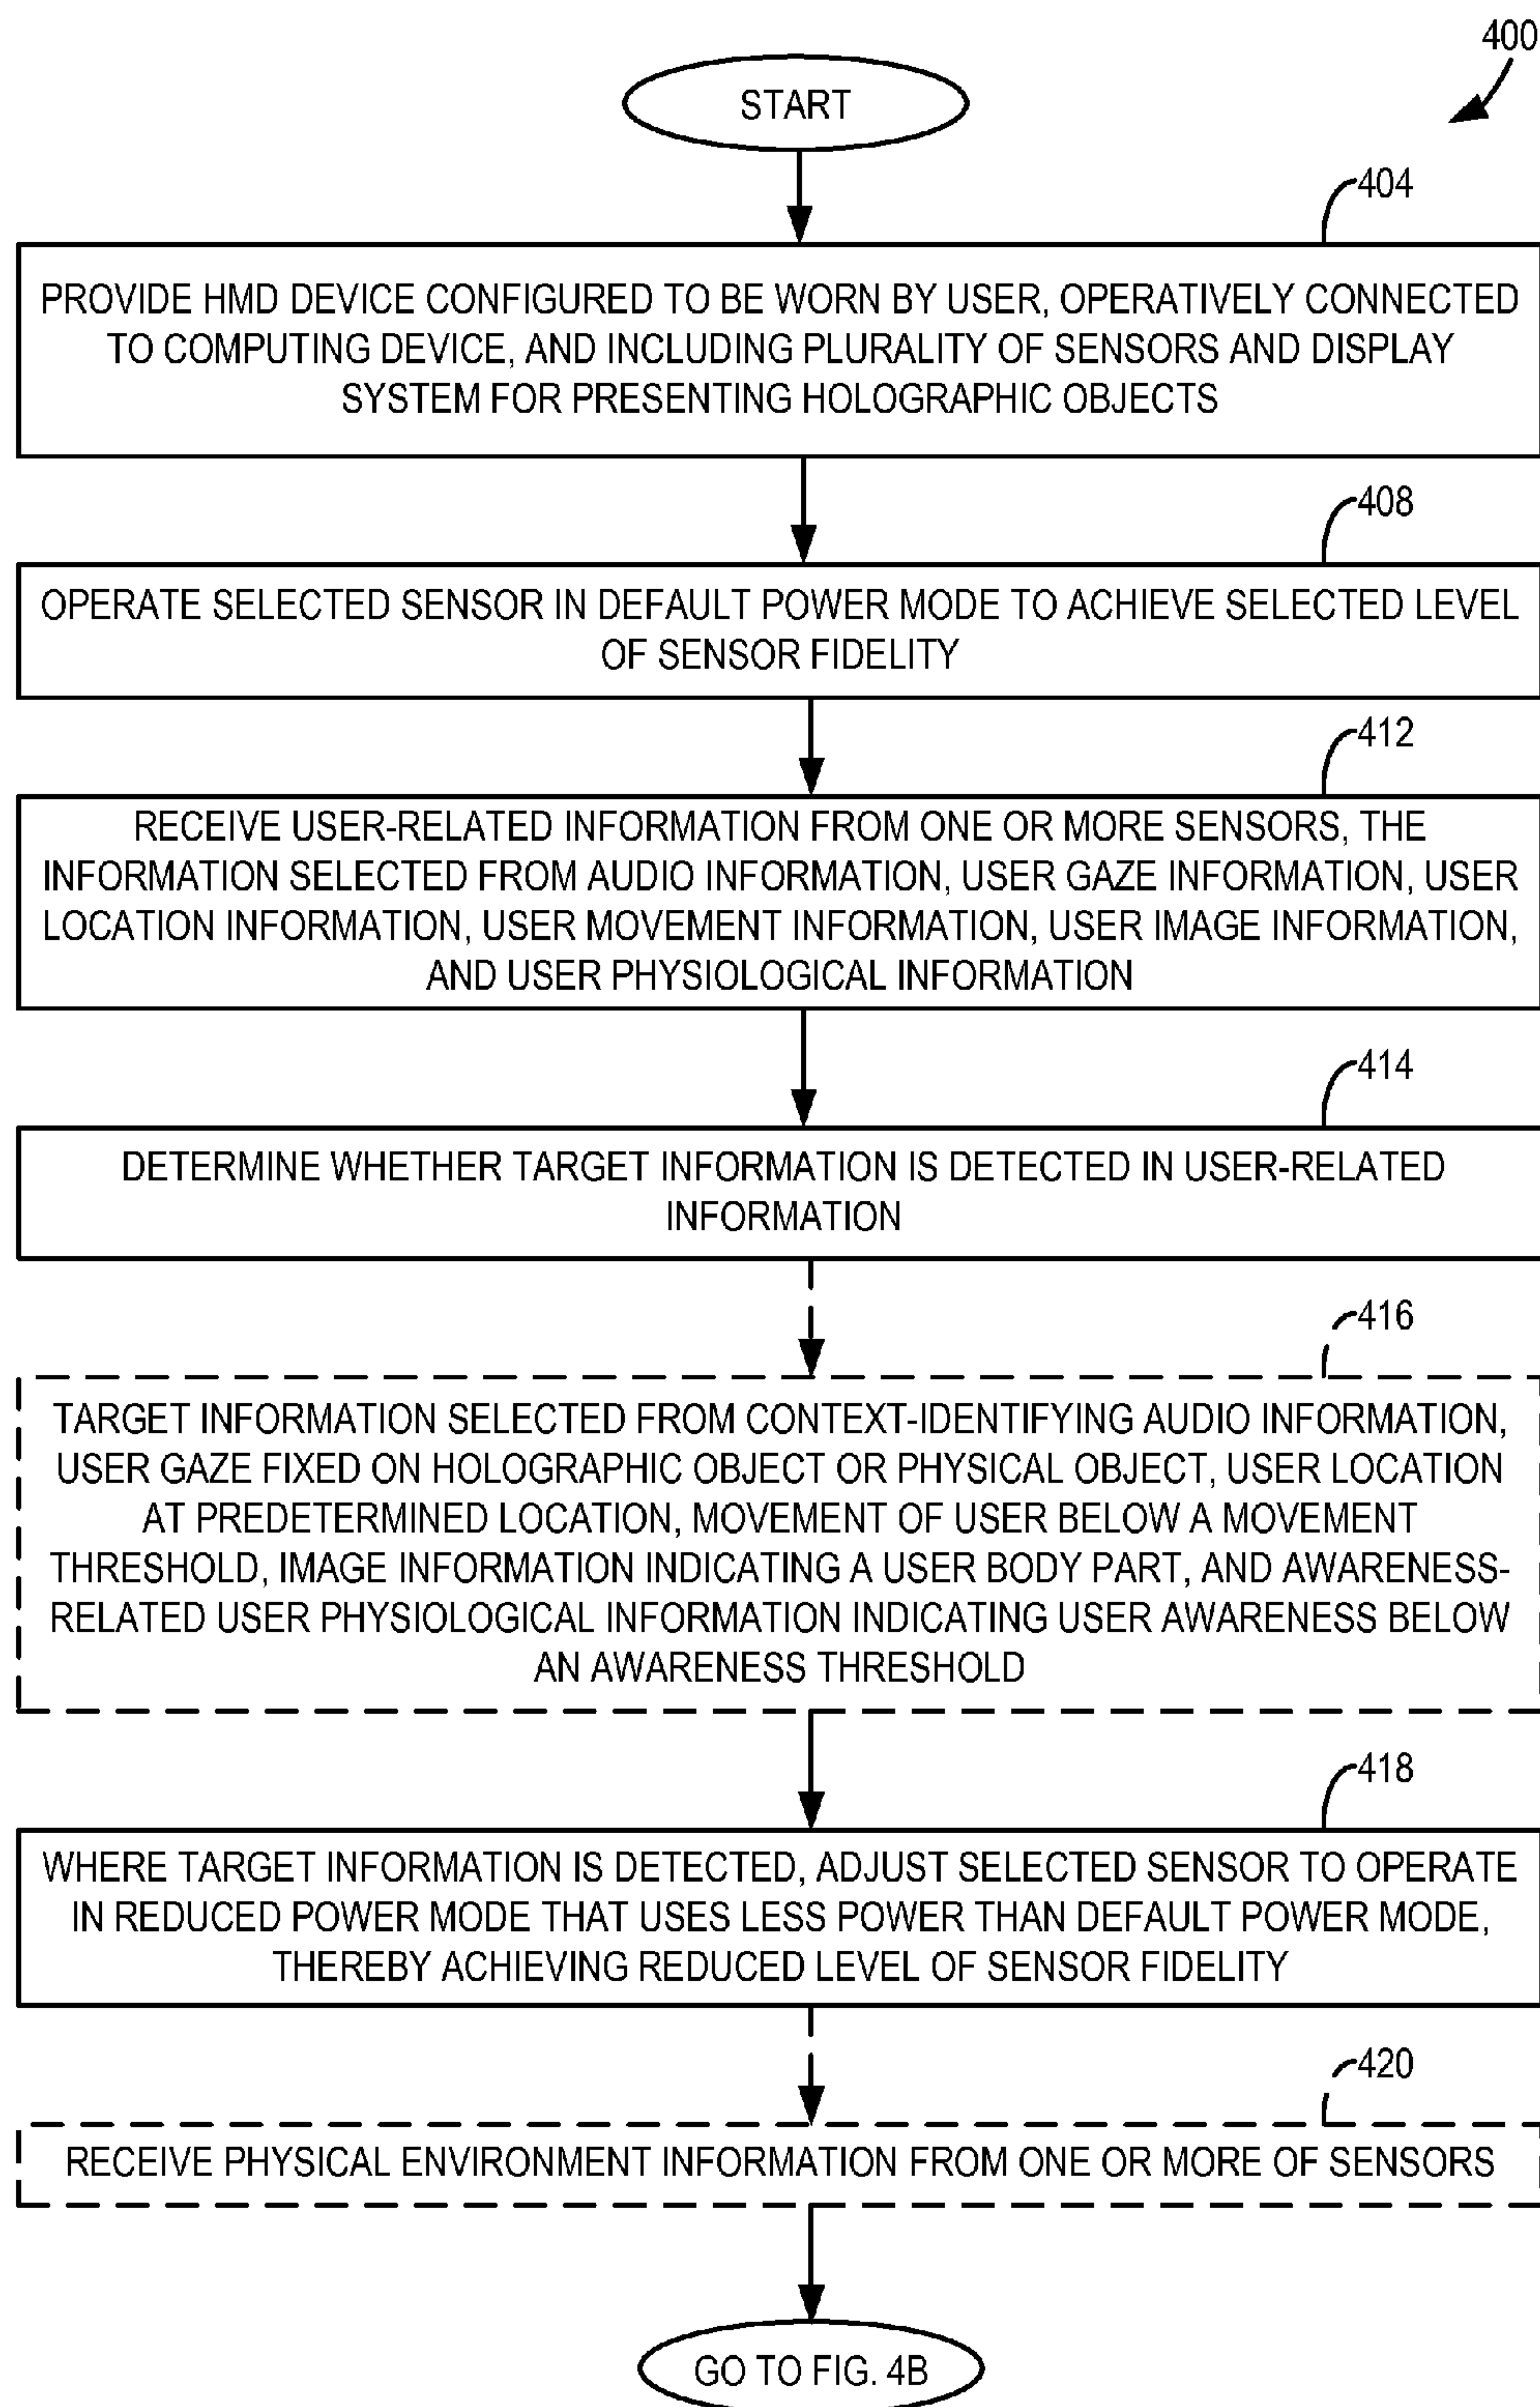 400
START
404
PROVIDE HMD DEVICE CONFIGURED TO BE WORN BY USER, OPERATIVELY CONNECTED
TO COMPUTING DEVICE, AND INCLUDING PLURALITY OF SENSORS AND DISPLAY
SYSTEM FOR PRESENTING HOLOGRAPHIC OBJECTS
408
OPERATE SELECTED SENSOR IN DEFAULT POWER MODE TO ACHIEVE SELECTED LEVEL
OF SENSOR FIDELITY
412
RECEIVE USER-RELATED INFORMATION FROM ONE OR MORE SENSORS, THE
INFORMATION SELECTED FROM AUDIO INFORMATION, USER GAZE INFORMATION, USER
LOCATION INFORMATION, USER MOVEMENT INFORMATION, USER IMAGE INFORMATION,
AND USER PHYSIOLOGICAL INFORMATION
414
DETERMINE WHETHER TARGET INFORMATION IS DETECTED IN USER-RELATED
INFORMATION
416
TARGET INFORMATION SELECTED FROM CONTEXT-IDENTIFYING AUDIO INFORMATION,
USER GAZE FIXED ON HOLOGRAPHIC OBJECT OR PHYSICAL OBJECT, USER LOCATION
AT PREDETERMINED LOCATION, MOVEMENT OF USER BELOW A MOVEMENT
THRESHOLD, IMAGE INFORMATION INDICATING A USER BODY PART, AND AWARENESS-
RELATED USER PHYSIOLOGICAL INFORMATION INDICATING USER AWARENESS BELOW
AN AWARENESS THRESHOLD
418
WHERE TARGET INFORMATION IS DETECTED, ADJUST SELECTED SENSOR TO OPERATE
IN REDUCED POWER MODE THAT USES LESS POWER THAN DEFAULT POWER MODE,
THEREBY ACHIEVING REDUCED LEVEL OF SENSOR FIDELITY
420
RECEIVE PHYSICAL ENVIRONMENT INFORMATION FROM ONE OR MORE OF SENSORS
GO TO FIG. 4B